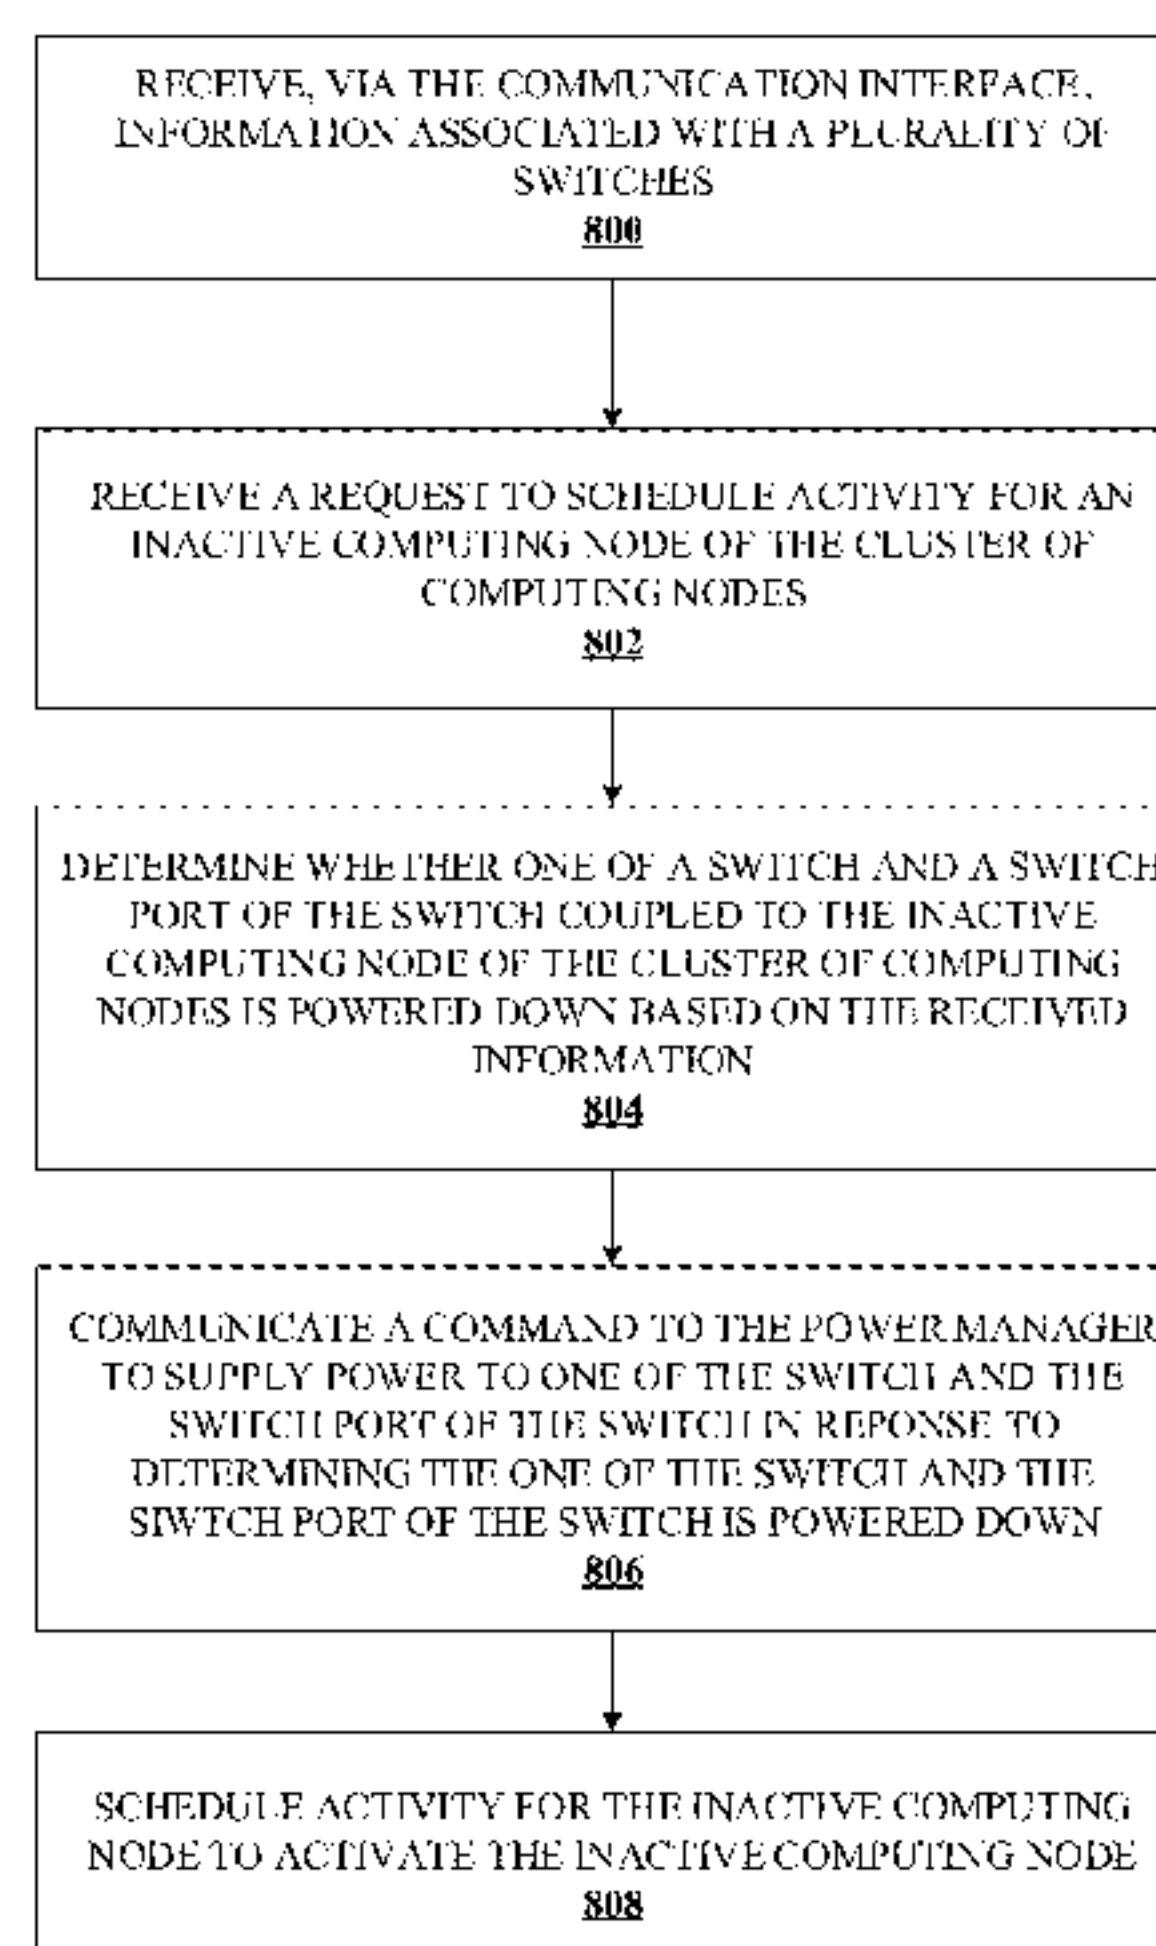 RECEIVE, VIA THE COMMUNICATION INTERFACE,
INFORMATION ASSOCIATED WITH A PLURALITY OF
SWITCHES
800
RECEIVE A REQUEST TO SCHEDULE ACTIVITY FOR AN
INACTIVE COMPUTING NODE OF THE CLUSTER OF
COMPUTING NODES
802
DETERMINE WHETHER ONE OF A SWITCH AND A SWITCH
PORT OF THE SWITCH COUPLED TO THE INACTIVE
COMPUTING NODE OF THE CLUSTER OF COMPUTING
NODES IS POWERED DOWN BASED ON THE RECEIVED
INFORMATION
804
COMMUNICATE A COMMAND TO THE POWER MANAGER
TO SUPPLY POWER TO ONE OF THE SWITCH AND THE
SWITCH PORT OF THE SWITCH IN REPONSE TO
DETERMINING THE ONE OF THE SWITCH AND THE
SIWTCH PORT OF THE SWITCH IS POWERED DOWN
806
SCHEDULE ACTIVITY FOR THE INACTIVE COMPUTING
NODE TO ACTIVATE THE INACTIVE COMPUTING NODE
808